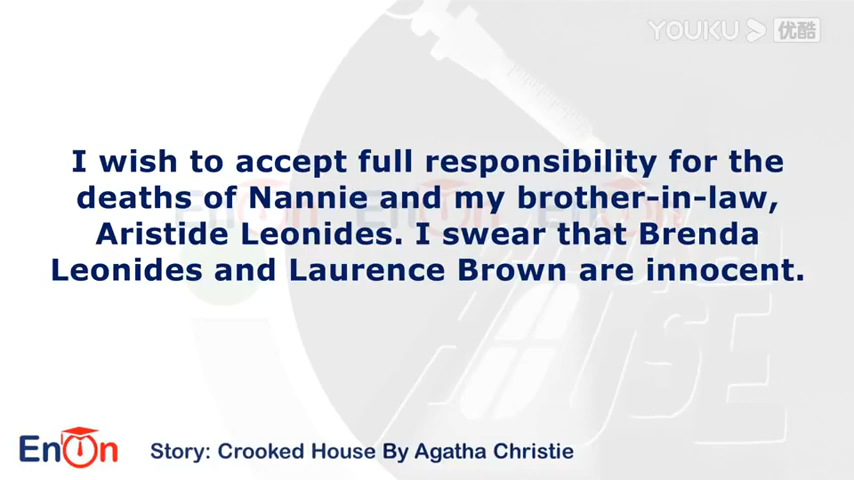 YOUKU 优酷
I wish to accept full responsibility for the
deaths of Nannie and my brother-in-law,
Aristide Leonides. I swear that Brenda
Leonides and Laurence Brown are innocent.
EnOn
Story: Crooked House By Agatha Christie